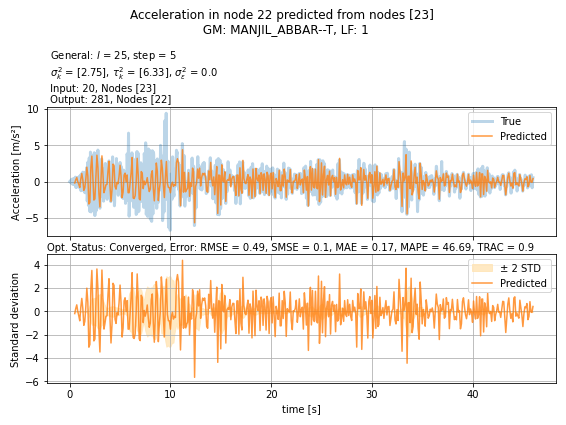 Acceleration in node 22 predicted from nodes [23]
GM: MANJIL_ABBAR--T, LF: 1
General: l = 25, step = 5
σ²ₖ = [2.75], τ²ₖ = [6.33], σ²ε = 0.0
Input: 20, Nodes [23]
Output: 281, Nodes [22]
Acceleration [m/s²]
10
5
0
−5
True
Predicted
Opt. Status: Converged, Error: RMSE = 0.49, SMSE = 0.1, MAE = 0.17, MAPE = 46.69, TRAC = 0.9
Standard deviation
4
2
0
−2
−4
−6
± 2 STD
Predicted
0
10
20
30
40
time [s]